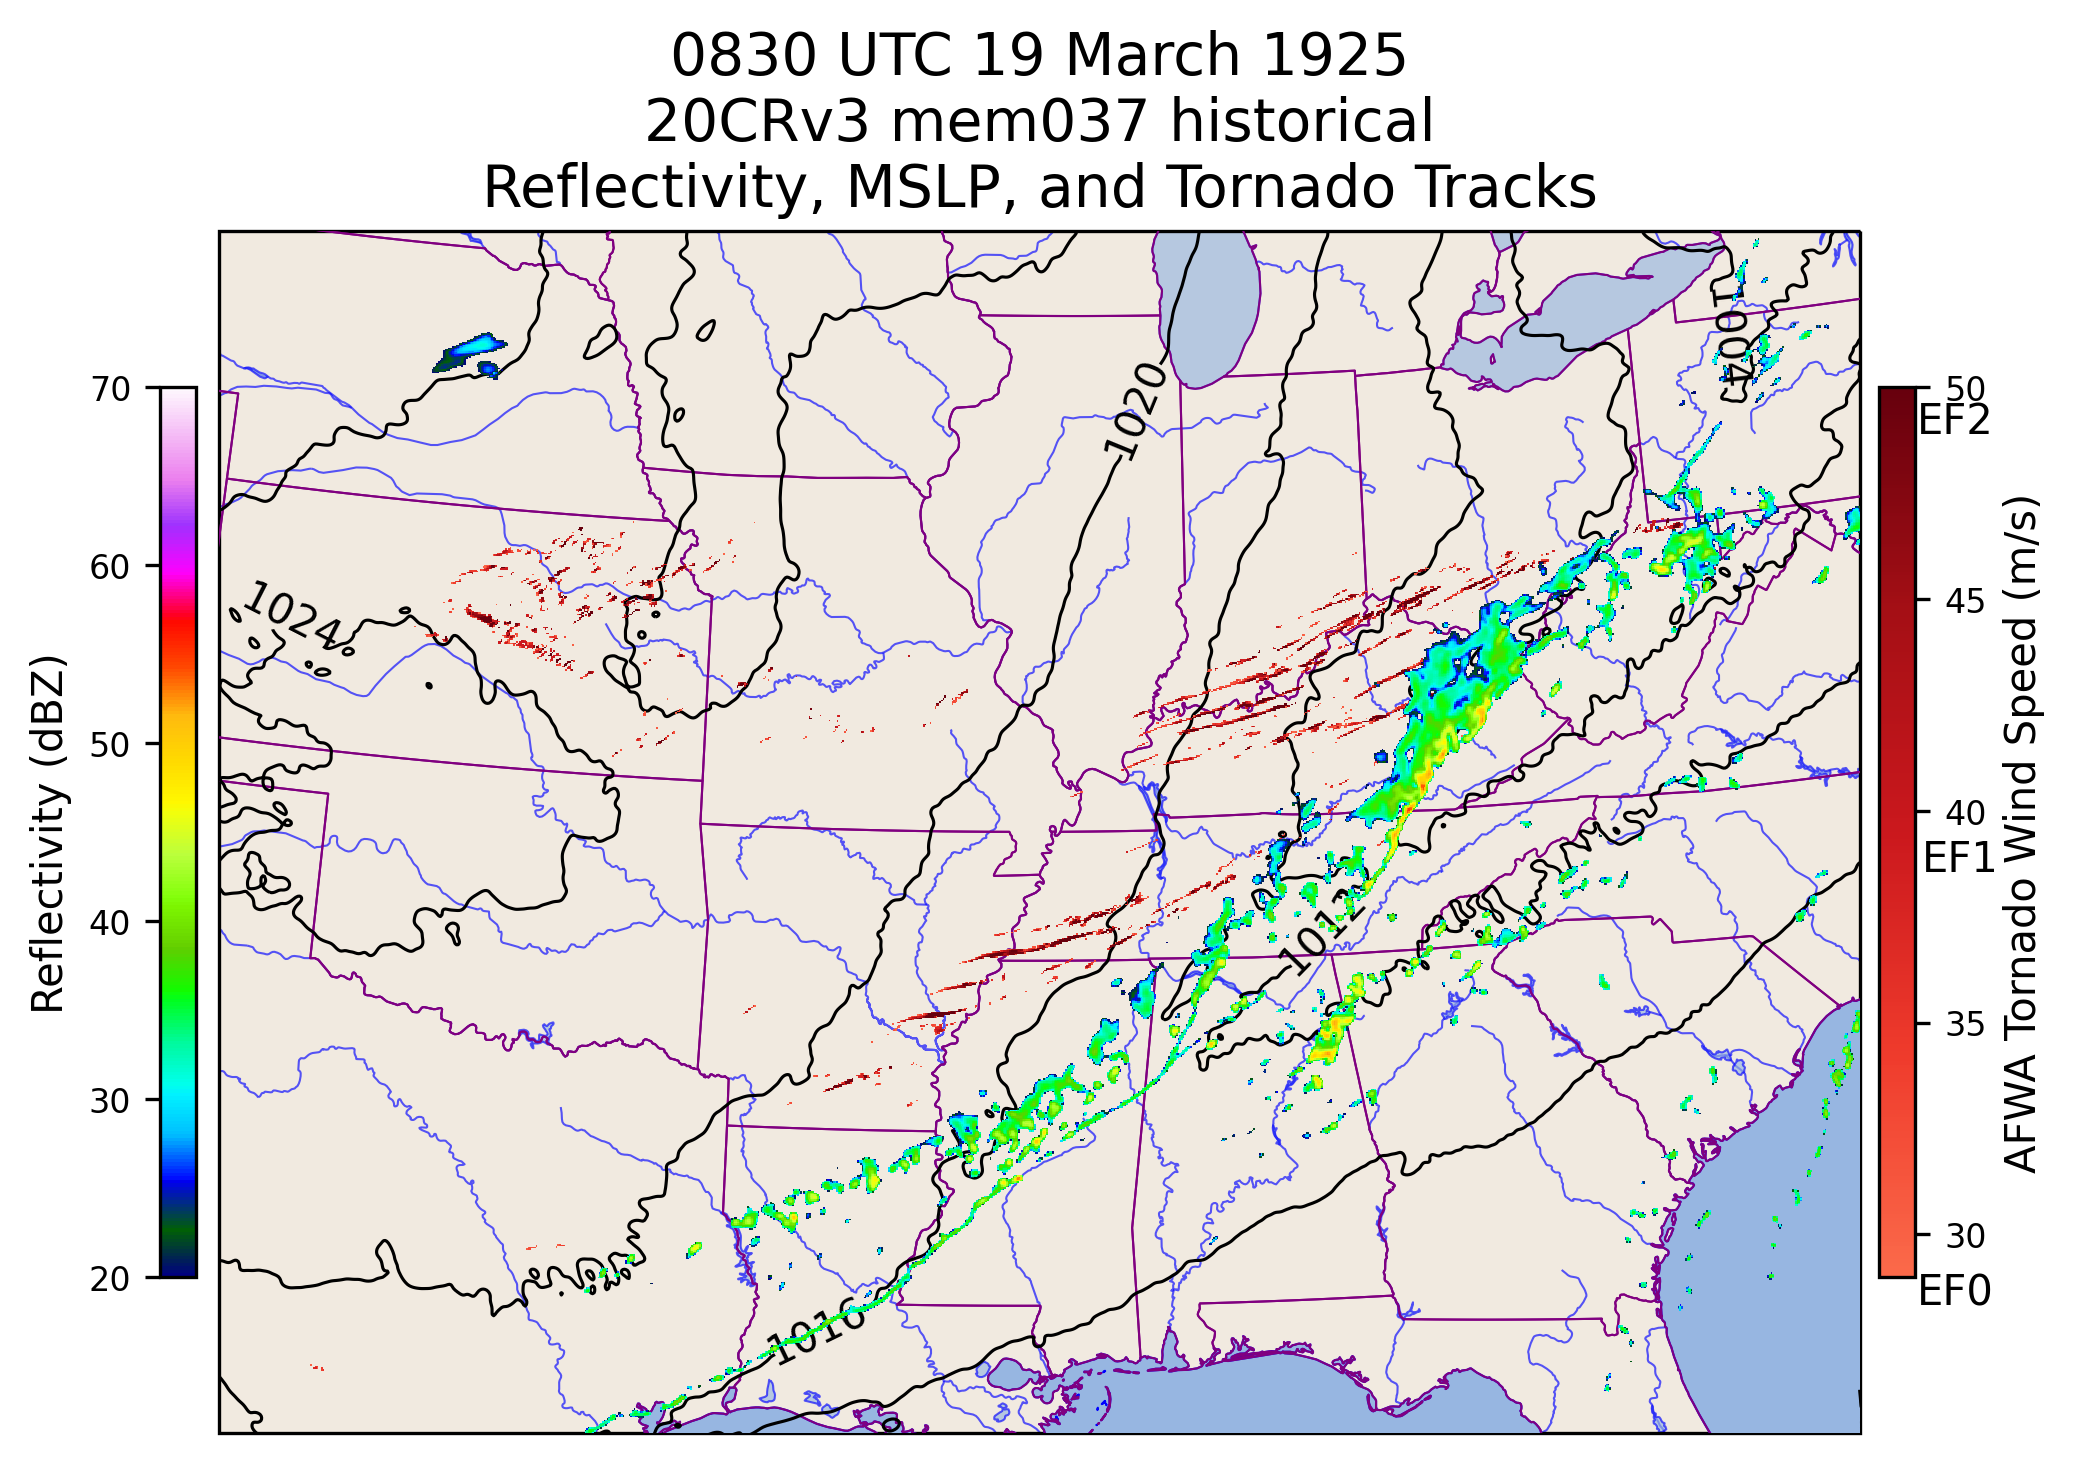 0830 UTC 19 March 1925
20CRv3 mem037 historical
Reflectivity, MSLP, and Tornado Tracks
Reflectivity (dBZ)
70
60
50
40
30
20
1004
1020
1024
1012
1016
50
EF2
45
40
EF1
35
30
EF0
AFWA Tornado Wind Speed (m/s)